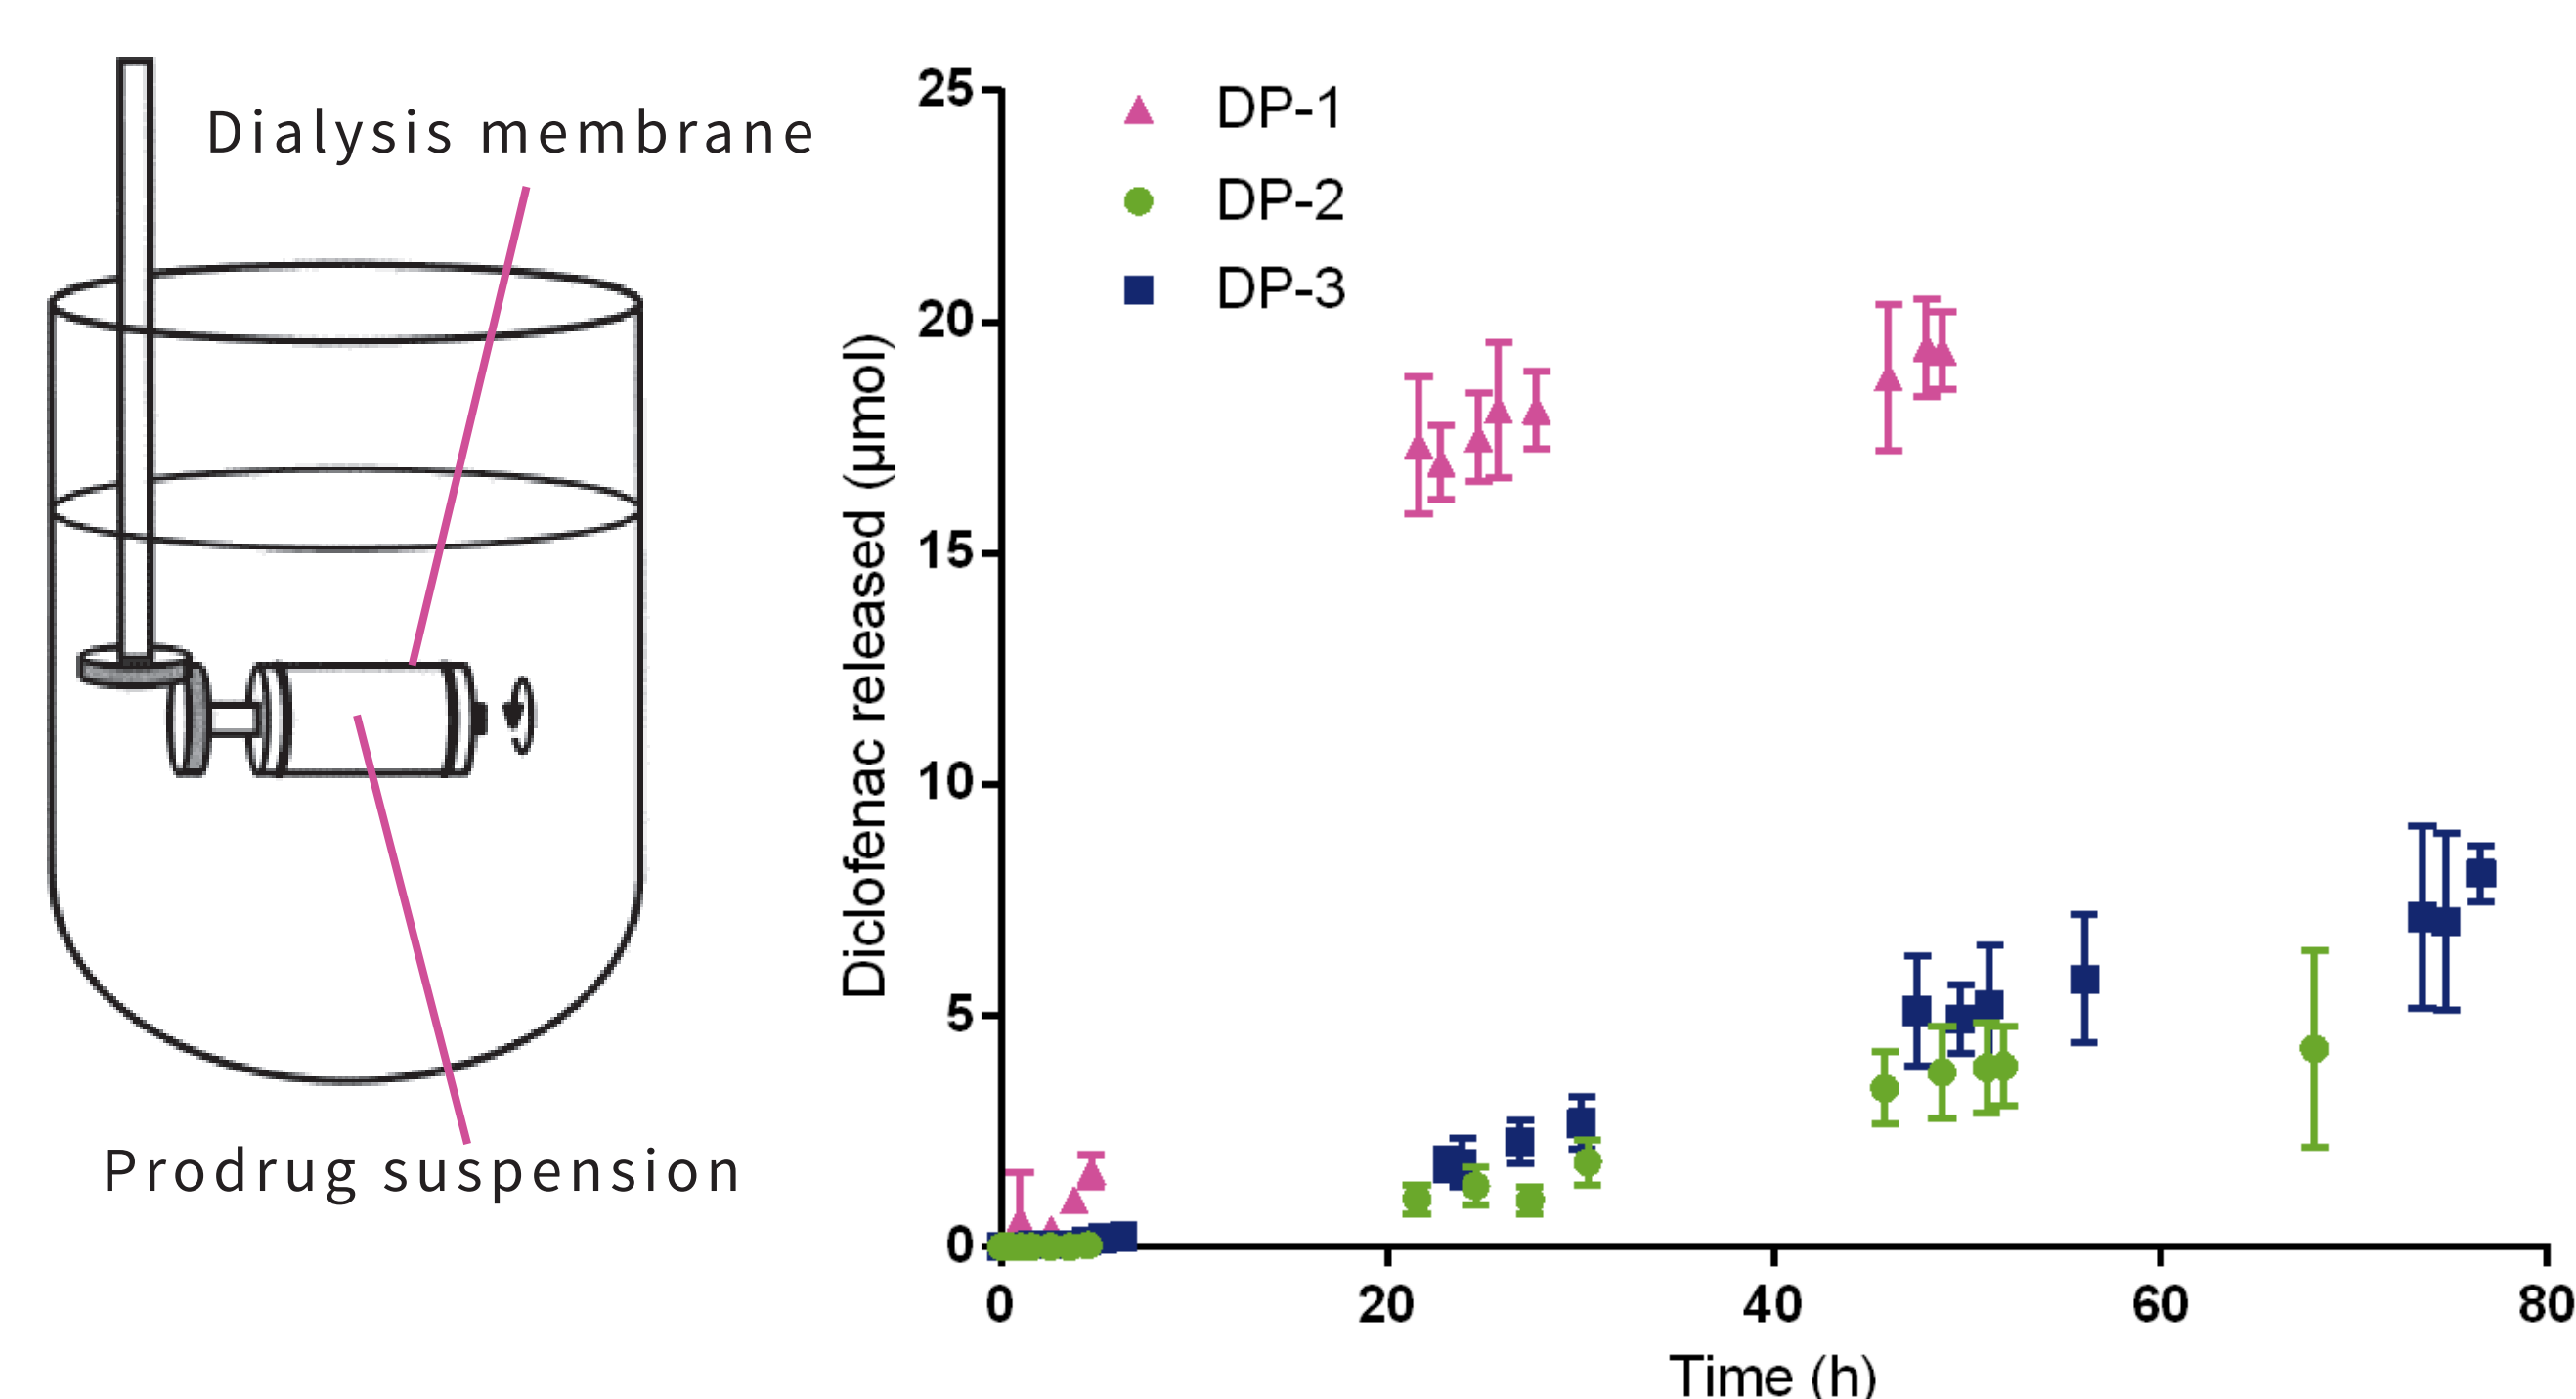 Dialysis membrane
Prodrug suspension
DP-1
DP-2
DP-3
Diclofenac released (µmol)
25
20
15
10
5
0
0 20 40 60 80
Time (h)